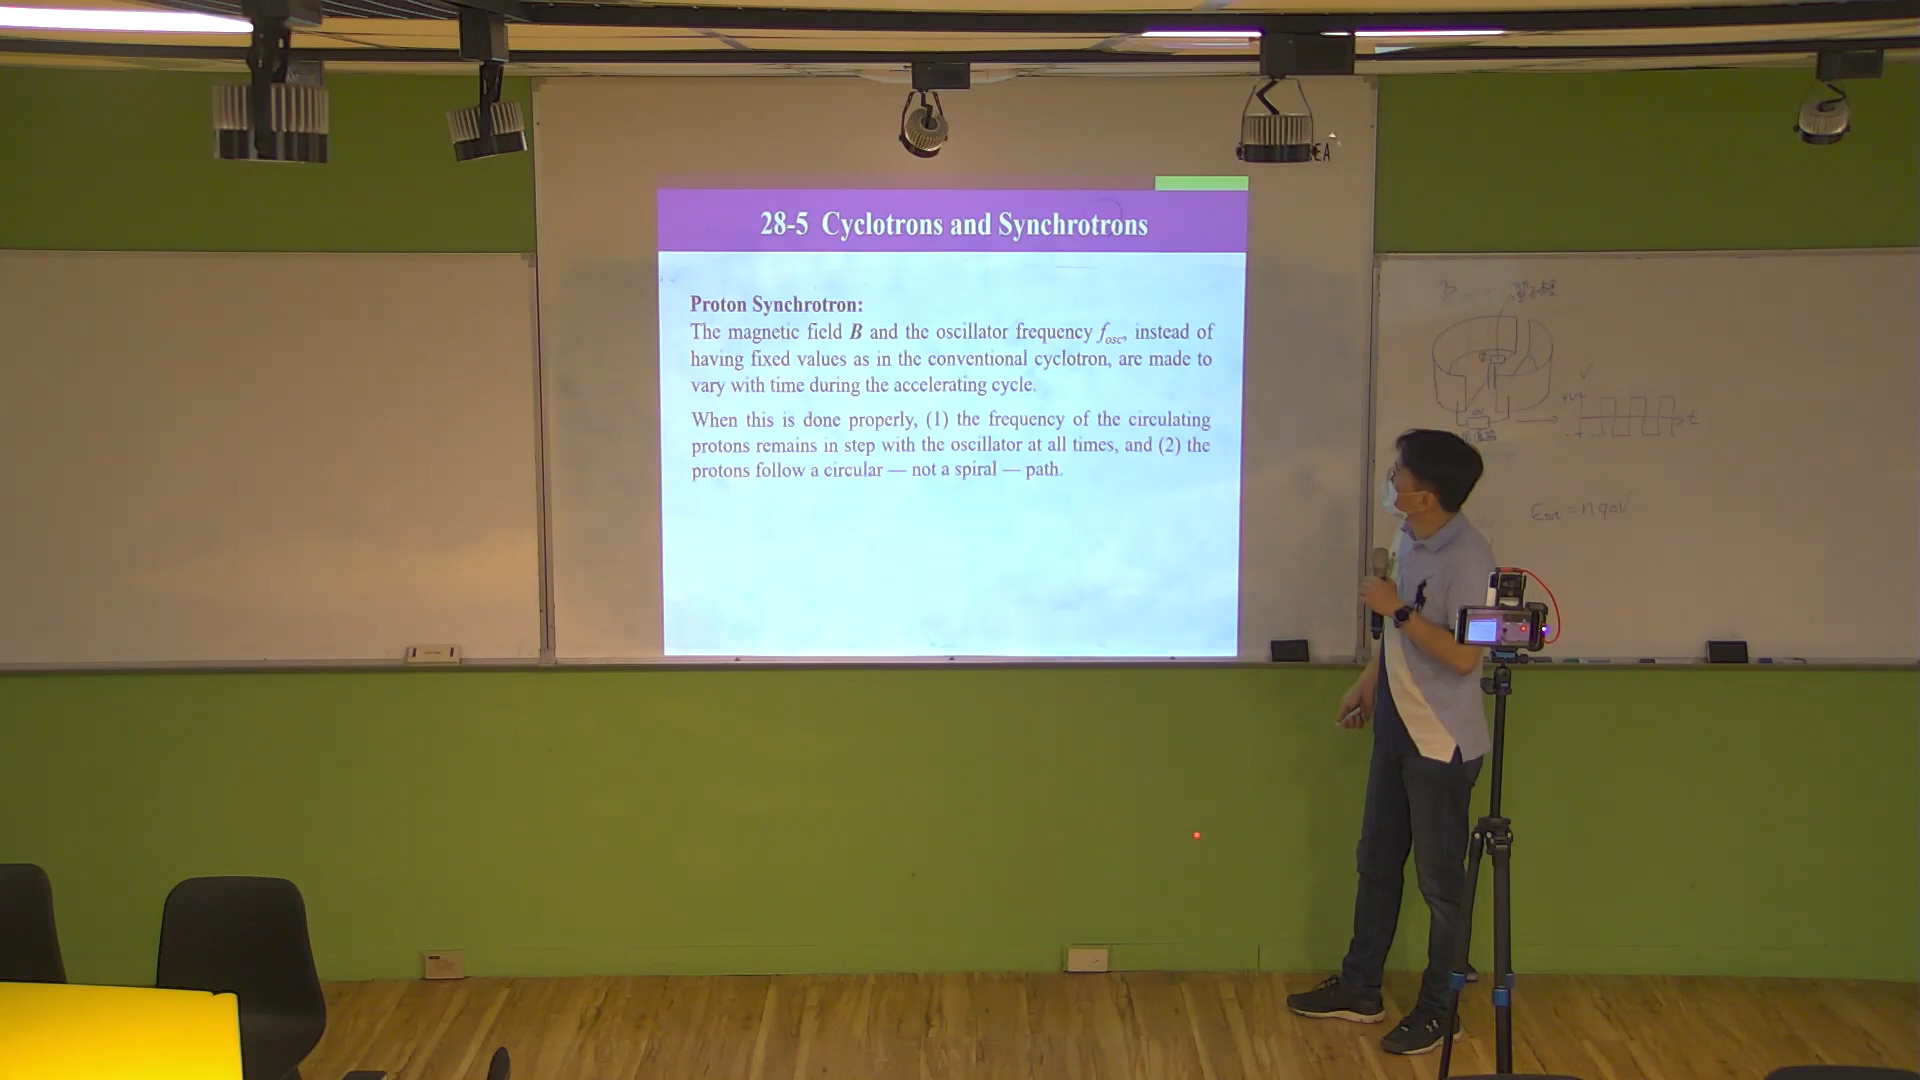 28-5 Cyclotrons and Synchrotrons
Proton Synchrotron:
The magnetic field B and the oscillator frequency fosc, instead of
having fixed values as in the conventional cyclotron, are made to
vary with time during the accelerating cycle.
When this is done properly, (1) the frequency of the circulating
protons remains in step with the oscillator at all times, and (2) the
protons follow a circular — not a spiral — path.
EA
V
+V
t